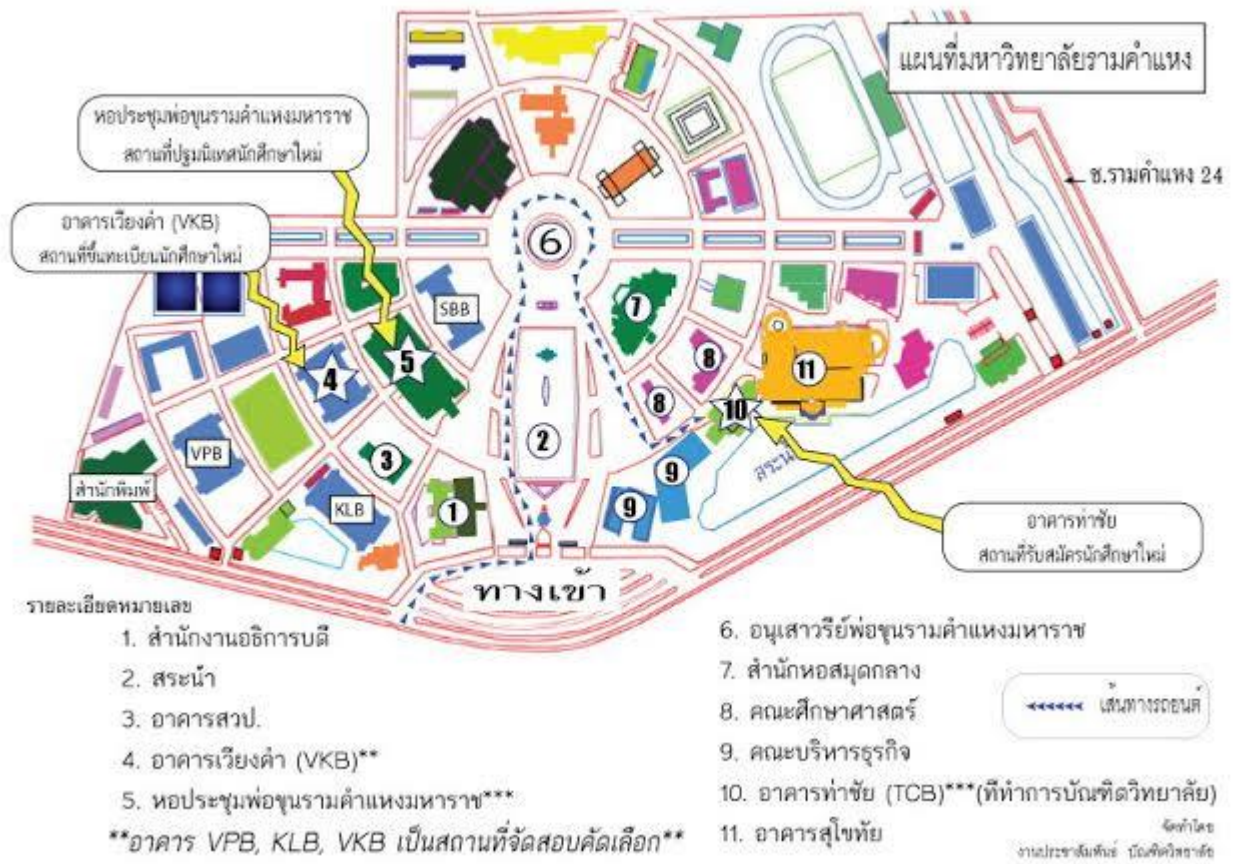 แผนที่มหาวิทยาลัยรามคำแหง
หอประชุมพ่อขุนรามคำแหงมหาราช
สถานที่ปฐมนิเทศนักศึกษาใหม่
ซ.รามคำแหง 24
อาคารเวียงคำ (VKB)
สถานที่ขึ้นทะเบียนนักศึกษาใหม่
6
SBB
7
5
4
8
11
8
10
2
3
VPB
9
สระน้ำ
สำนักพิมพ์
KLB
1
9
อาคารท่าชัย
สถานที่รับสมัครนักศึกษาใหม่
ทางเข้า
รายละเอียดหมายเลข
1. สำนักงานอธิการบดี
2. สระน้ำ
3. อาคารสวป.
4. อาคารเวียงคำ (VKB)**
5. หอประชุมพ่อขุนรามคำแหงมหาราช***
**อาคาร VPB, KLB, VKB เป็นสถานที่จัดสอบคัดเลือก**
6. อนุเสาวรีย์พ่อขุนรามคำแหงมหาราช
7. สำนักหอสมุดกลาง
8. คณะศึกษาศาสตร์
9. คณะบริหารธุรกิจ
10. อาคารท่าชัย (TCB)***(ที่ทำการบัณฑิตวิทยาลัย)
11. อาคารสุโขทัย
เส้นทางรถยนต์
จัดทำโดย
งานประชาสัมพันธ์ บัณฑิตวิทยาลัย